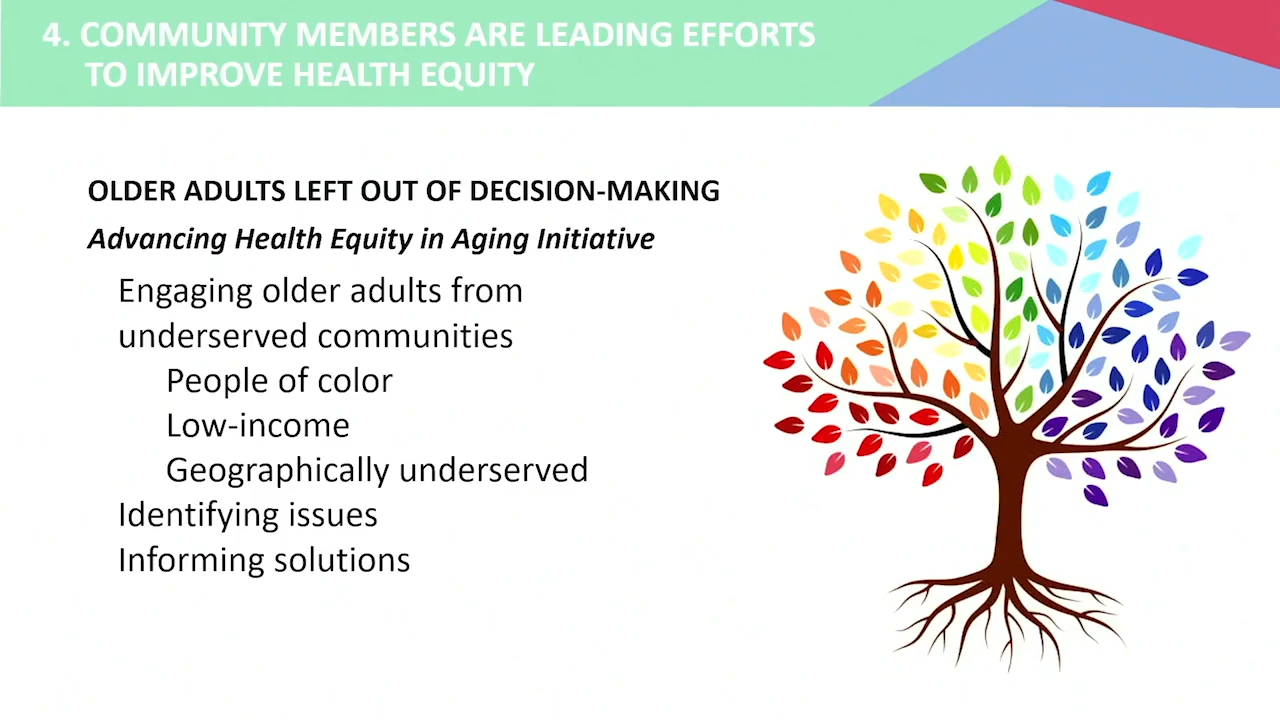 4. COMMUNITY MEMBERS ARE LEADING EFFORTS
TO IMPROVE HEALTH EQUITY
OLDER ADULTS LEFT OUT OF DECISION-MAKING
Advancing Health Equity in Aging Initiative
Engaging older adults from
underserved communities
People of color
Low-income
Geographically underserved
Identifying issues
Informing solutions